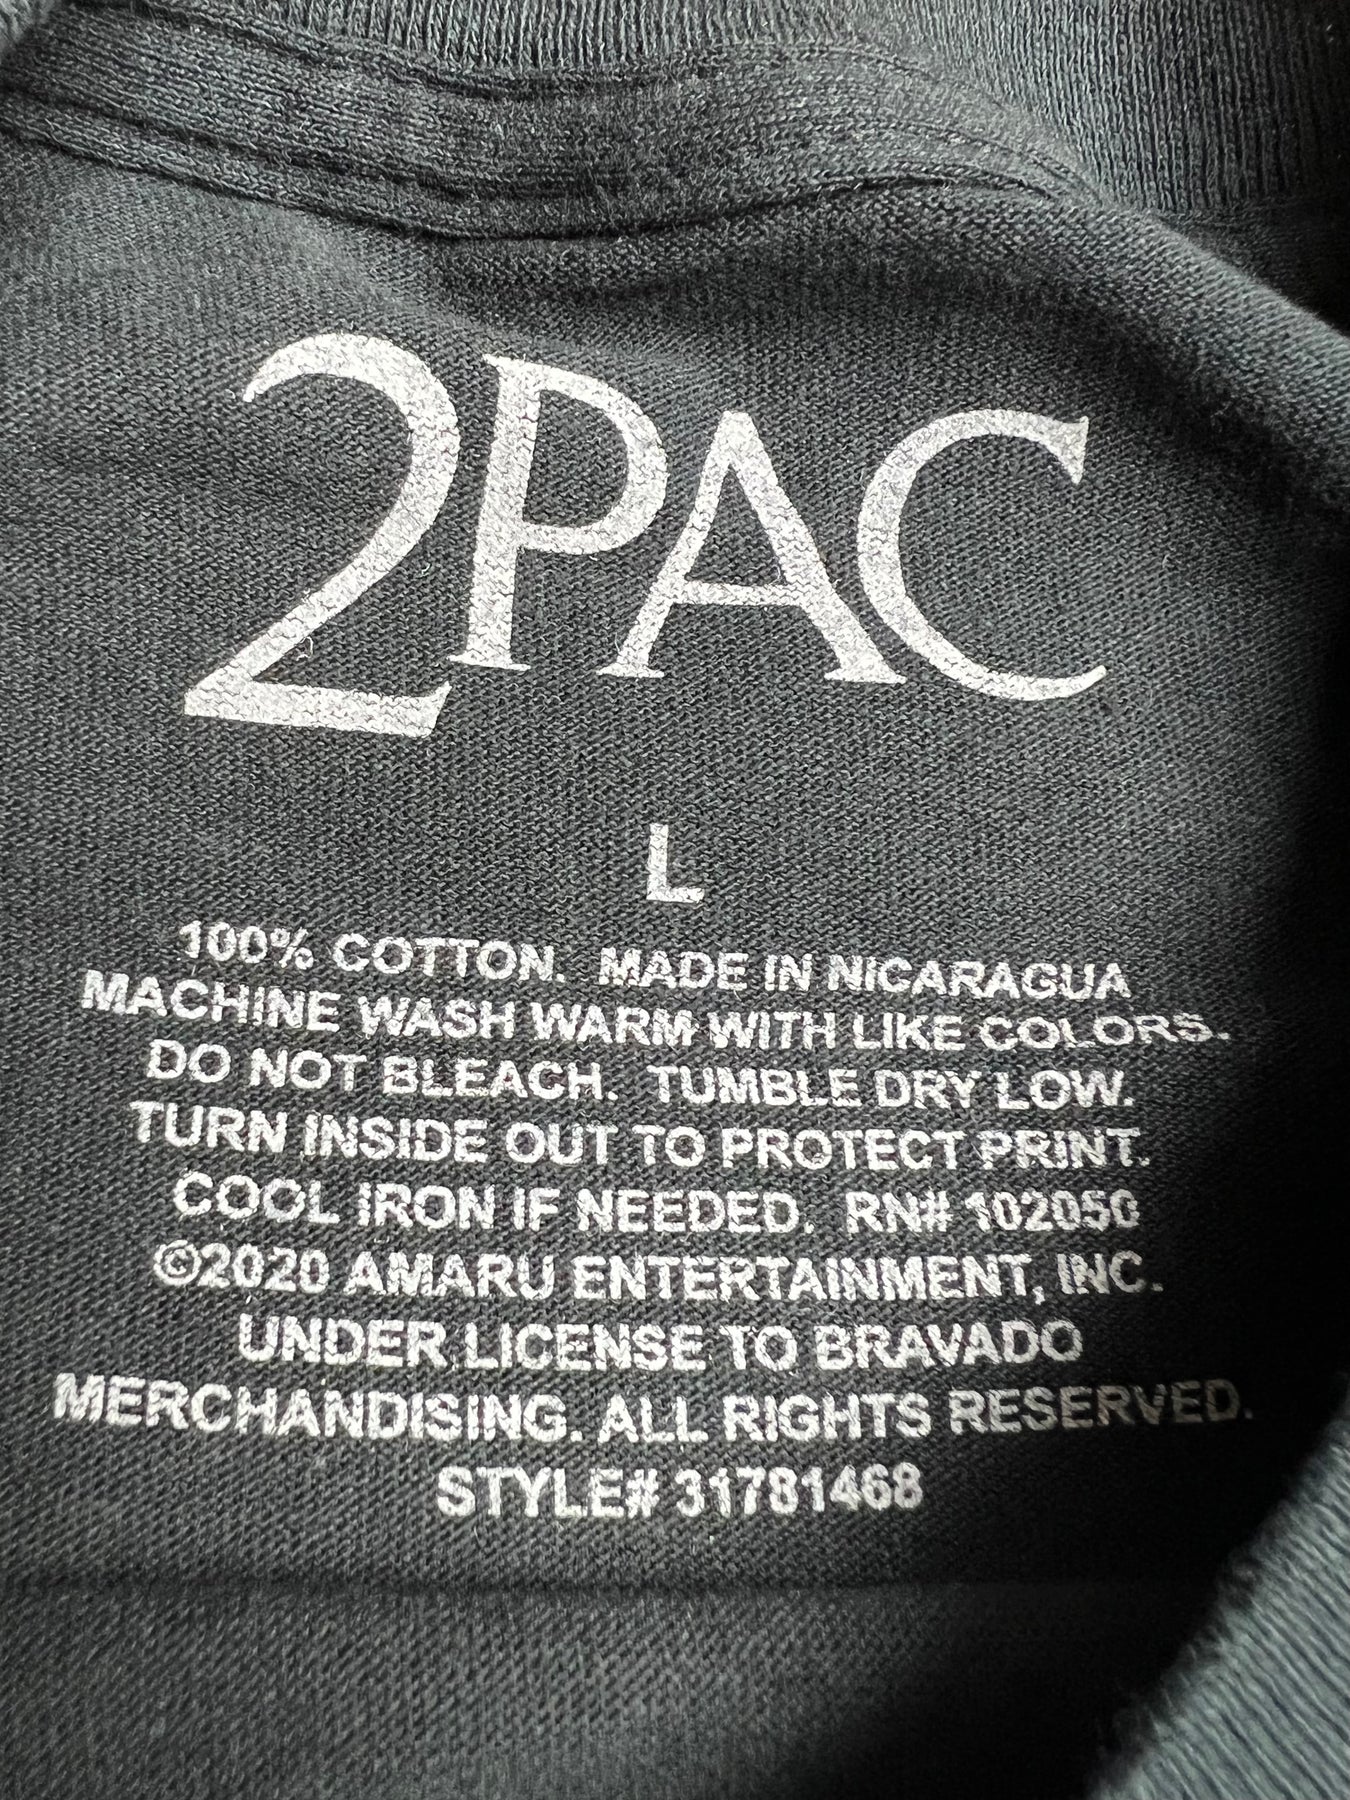 2PAC
L
100% COTTON. MADE IN NICARAGUA
MACHINE WASH WARM WITH LIKE COLORS.
DO NOT BLEACH. TUMBLE DRY LOW.
TURN INSIDE OUT TO PROTECT PRINT.
COOL IRON IF NEEDED. RN# 102050
©2020 AMARU ENTERTAINMENT, INC.
UNDER LICENSE TO BRAVADO
MERCHANDISING. ALL RIGHTS RESERVED.
STYLE# 31781468